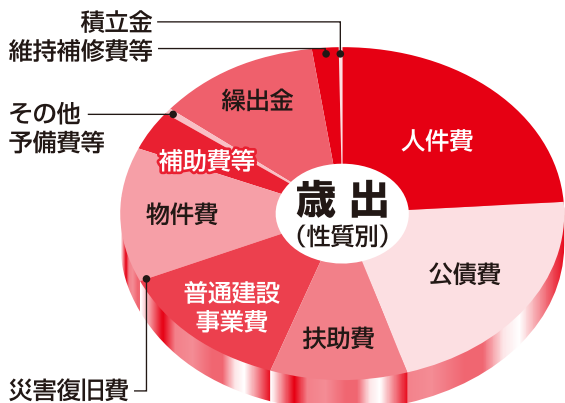 積立金
維持補修費等
その他
予備費等
繰出金
補助費等
物件費
普通建設
事業費
災害復旧費
扶助費
公債費
人件費
歳出
(性質別)